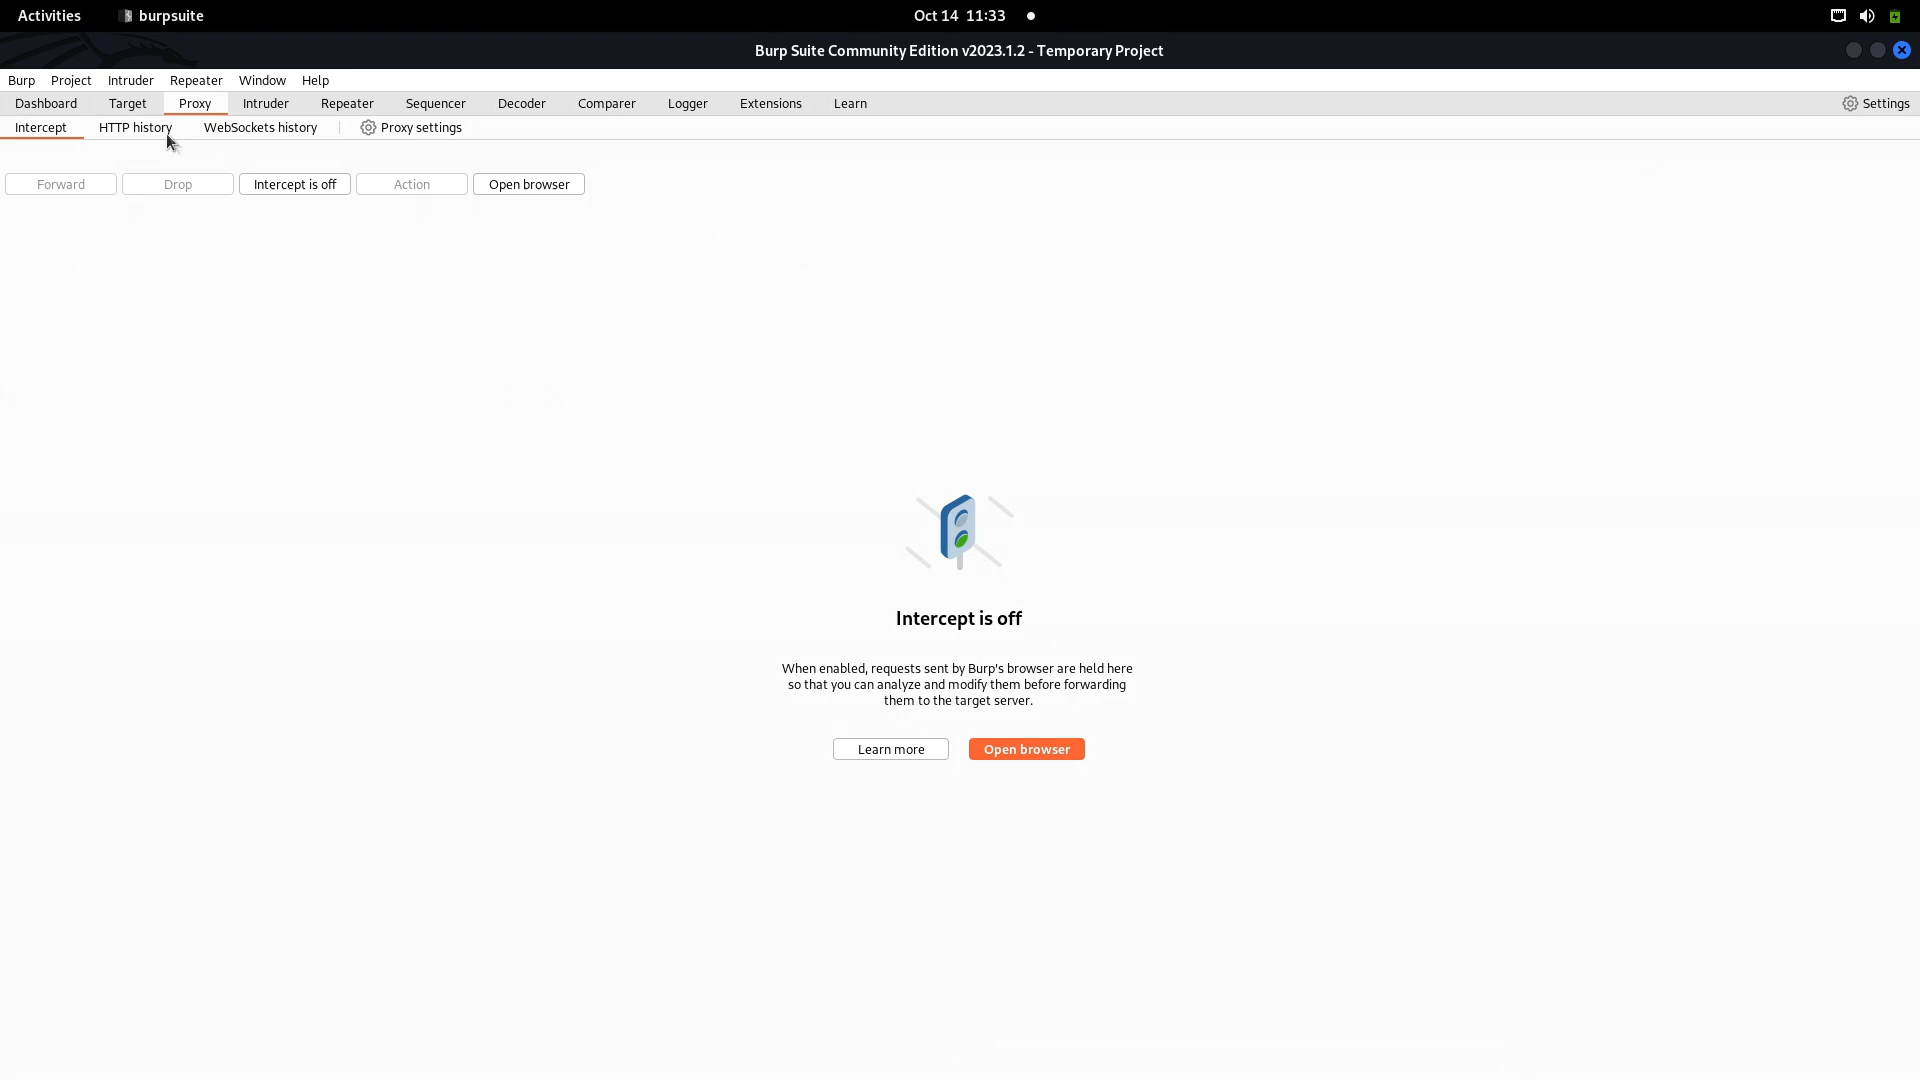 Activities burpsuite Oct 14 11:33
Burp Suite Community Edition v2023.1.2 - Temporary Project
Burp Project Intruder Repeater Window Help
Dashboard Target Proxy Intruder Repeater Sequencer Decoder Comparer Logger Extensions Learn Settings
Intercept HTTP history WebSockets history Proxy settings
Forward Drop Intercept is off Action Open browser
Intercept is off
When enabled, requests sent by Burp's browser are held here
so that you can analyze and modify them before forwarding
them to the target server.
Learn more Open browser